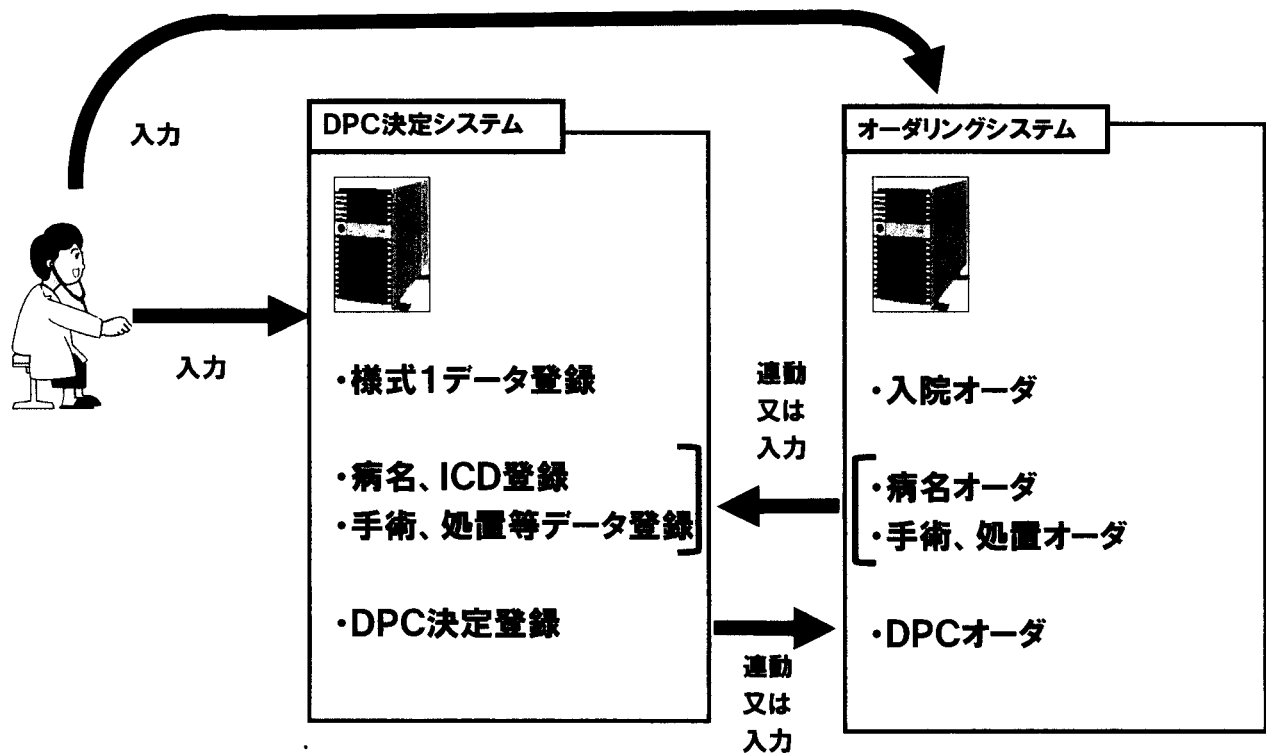 入力
DPC決定システム
オーダリングシステム
入力
・様式1データ登録
・病名、ICD登録
・手術、処置等データ登録
・DPC決定登録
連動
又は
入力
・入院オーダ
・病名オーダ
・手術、処置オーダ
・DPCオーダ
連動
又は
入力